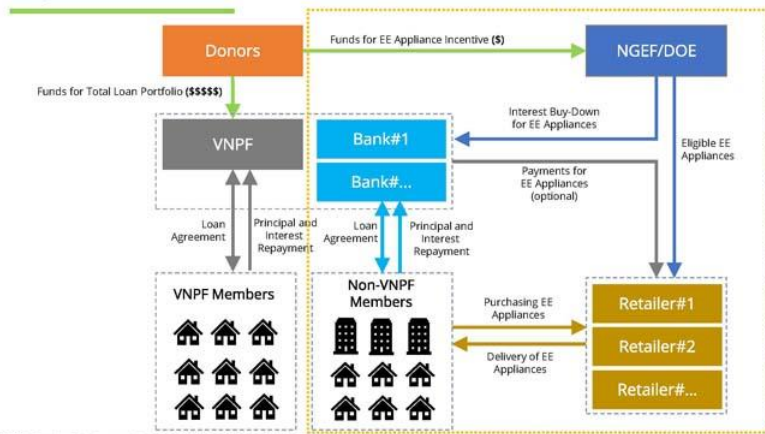 Donors
Funds for EE Appliance Incentive ($)
NGEF/DOE
Funds for Total Loan Portfolio ($$$$$)
VNPF
Bank#1
Bank#...
Interest Buy-Down
for EE Appliances
Eligible EE
Appliances
Payments for
EE Appliances
(optional)
Loan
Agreement
Principal and
Interest
Repayment
Loan
Agreement
Principal and
Interest
Repayment
VNPF Members
Non-VNPF
Members
Purchasing EE
Appliances
Delivery of EE
Appliances
Retailer#1
Retailer#2
Retailer#...